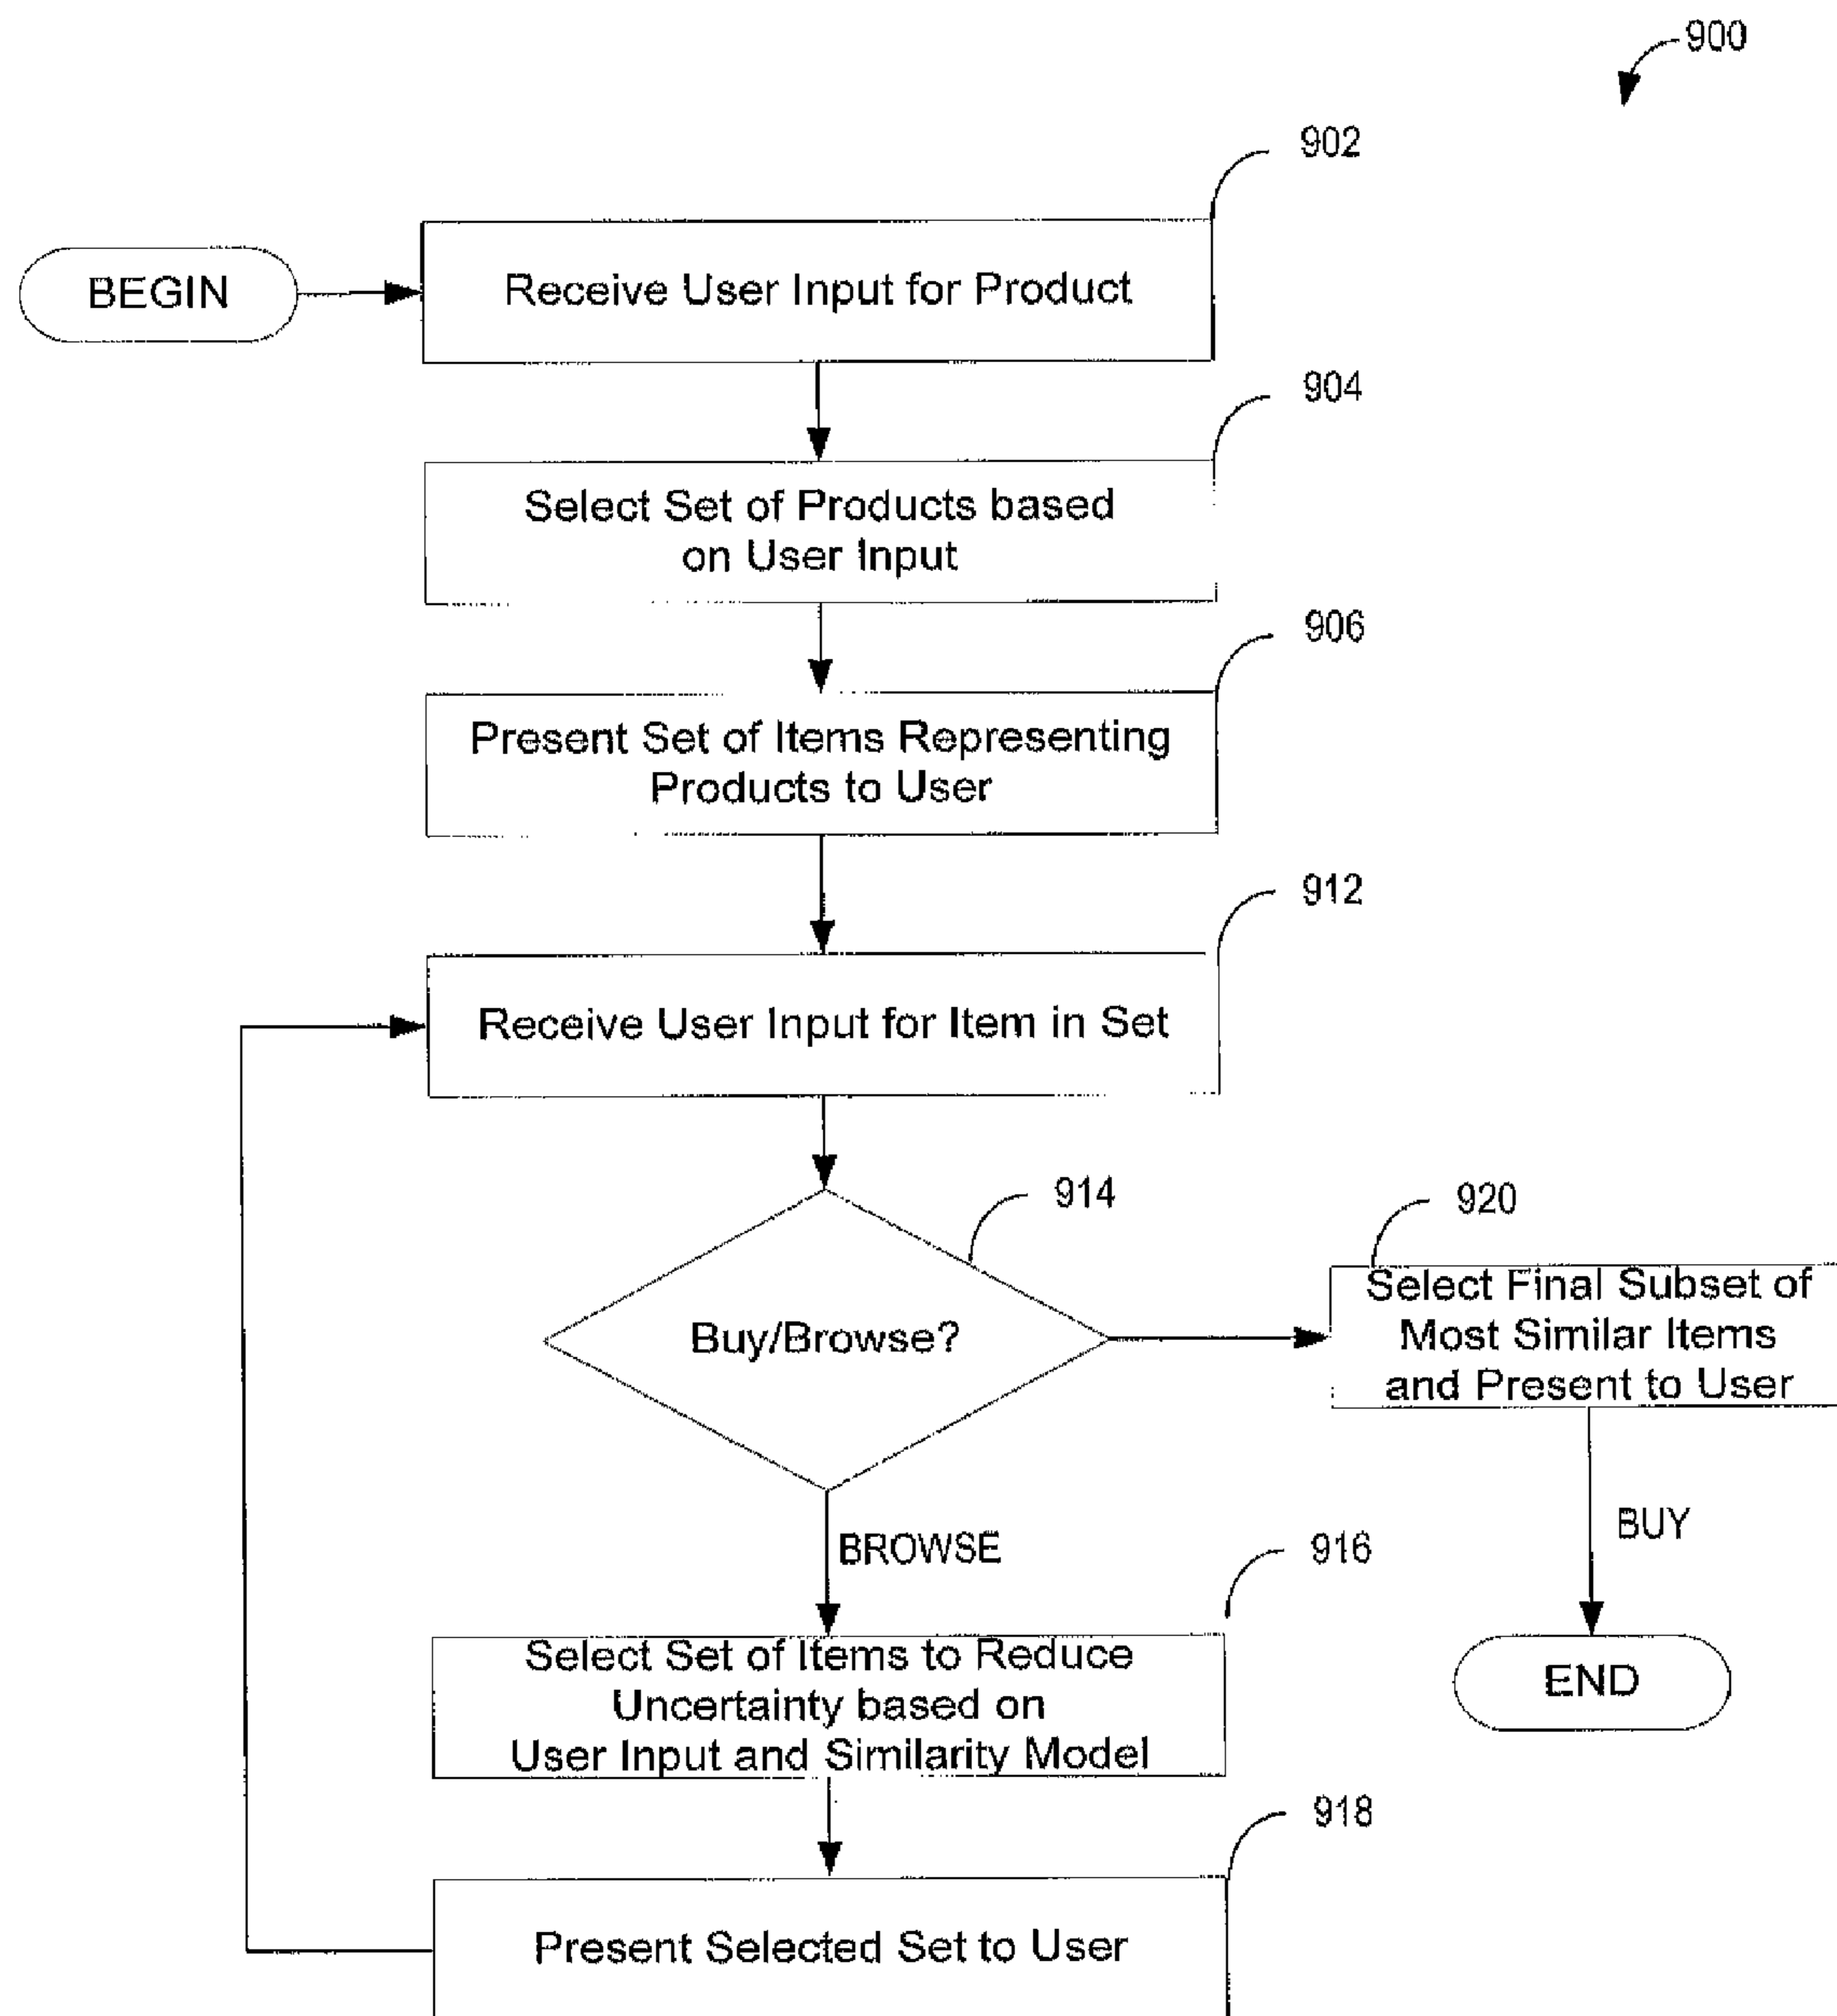 900
902
BEGIN
Receive User Input for Product
904
Select Set of Products based
on User Input
906
Present Set of Items Representing
Products to User
912
Receive User Input for Item in Set
914
920
Buy/Browse?
Select Final Subset of
Most Similar Items
and Present to User
BROWSE
BUY
916
Select Set of Items to Reduce
Uncertainty based on
User Input and Similarity Model
END
918
Present Selected Set to User